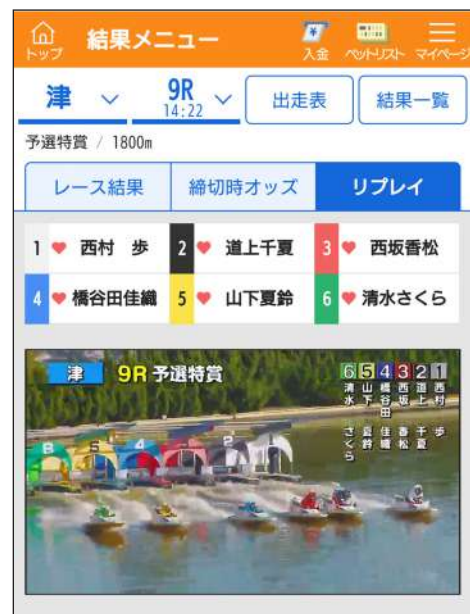 結果メニュー
トップ
入金
ベットリスト
マイページ
津
9R
14:22
出走表
結果一覧
予選特賞 / 1800m
レース結果
締切時オッズ
リプレイ
1 西村 歩
2 道上千夏
3 西坂香松
4 橋谷田佳織
5 山下夏鈴
6 清水さくら
津 9R 予選特賞
6 5 4 3 2 1
清水 さくら
山下 夏鈴
橋谷田 佳織
西坂 香松
道上 千夏
西村 歩
5
4
2
1